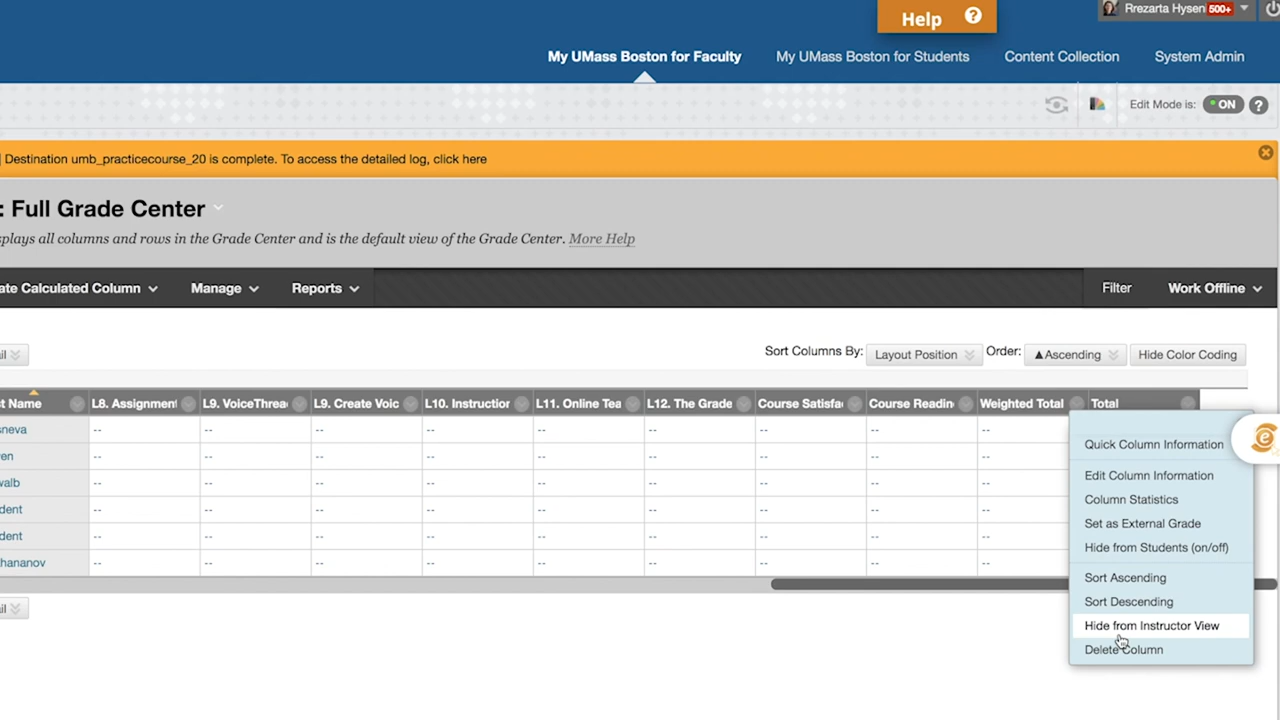 Help ?
Rrezarta Hysen 500+
My UMass Boston for Faculty My UMass Boston for Students Content Collection System Admin
Edit Mode is: ON ?
Destination umb_practicecourse_20 is complete. To access the detailed log, click here
: Full Grade Center
splays all columns and rows in the Grade Center and is the default view of the Grade Center. More Help
ate Calculated Column Manage Reports Filter Work Offline
il Sort Columns By: Layout Position Order: ▲Ascending Hide Color Coding
t Name L8. Assignment L9. VoiceThrea L9. Create Voic L10. Instruction L11. Online Tea L12. The Grade Course Satisfa Course Readin Weighted Total Total
sneva -- -- -- -- -- -- -- -- --
en -- -- -- -- -- -- -- -- --
walb -- -- -- -- -- -- -- -- --
dent -- -- -- -- -- -- -- -- --
dent -- -- -- -- -- -- -- -- --
hananov -- -- -- -- -- -- -- -- --
il
Quick Column Information
Edit Column Information
Column Statistics
Set as External Grade
Hide from Students (on/off)
Sort Ascending
Sort Descending
Hide from Instructor View
Delete Column
e